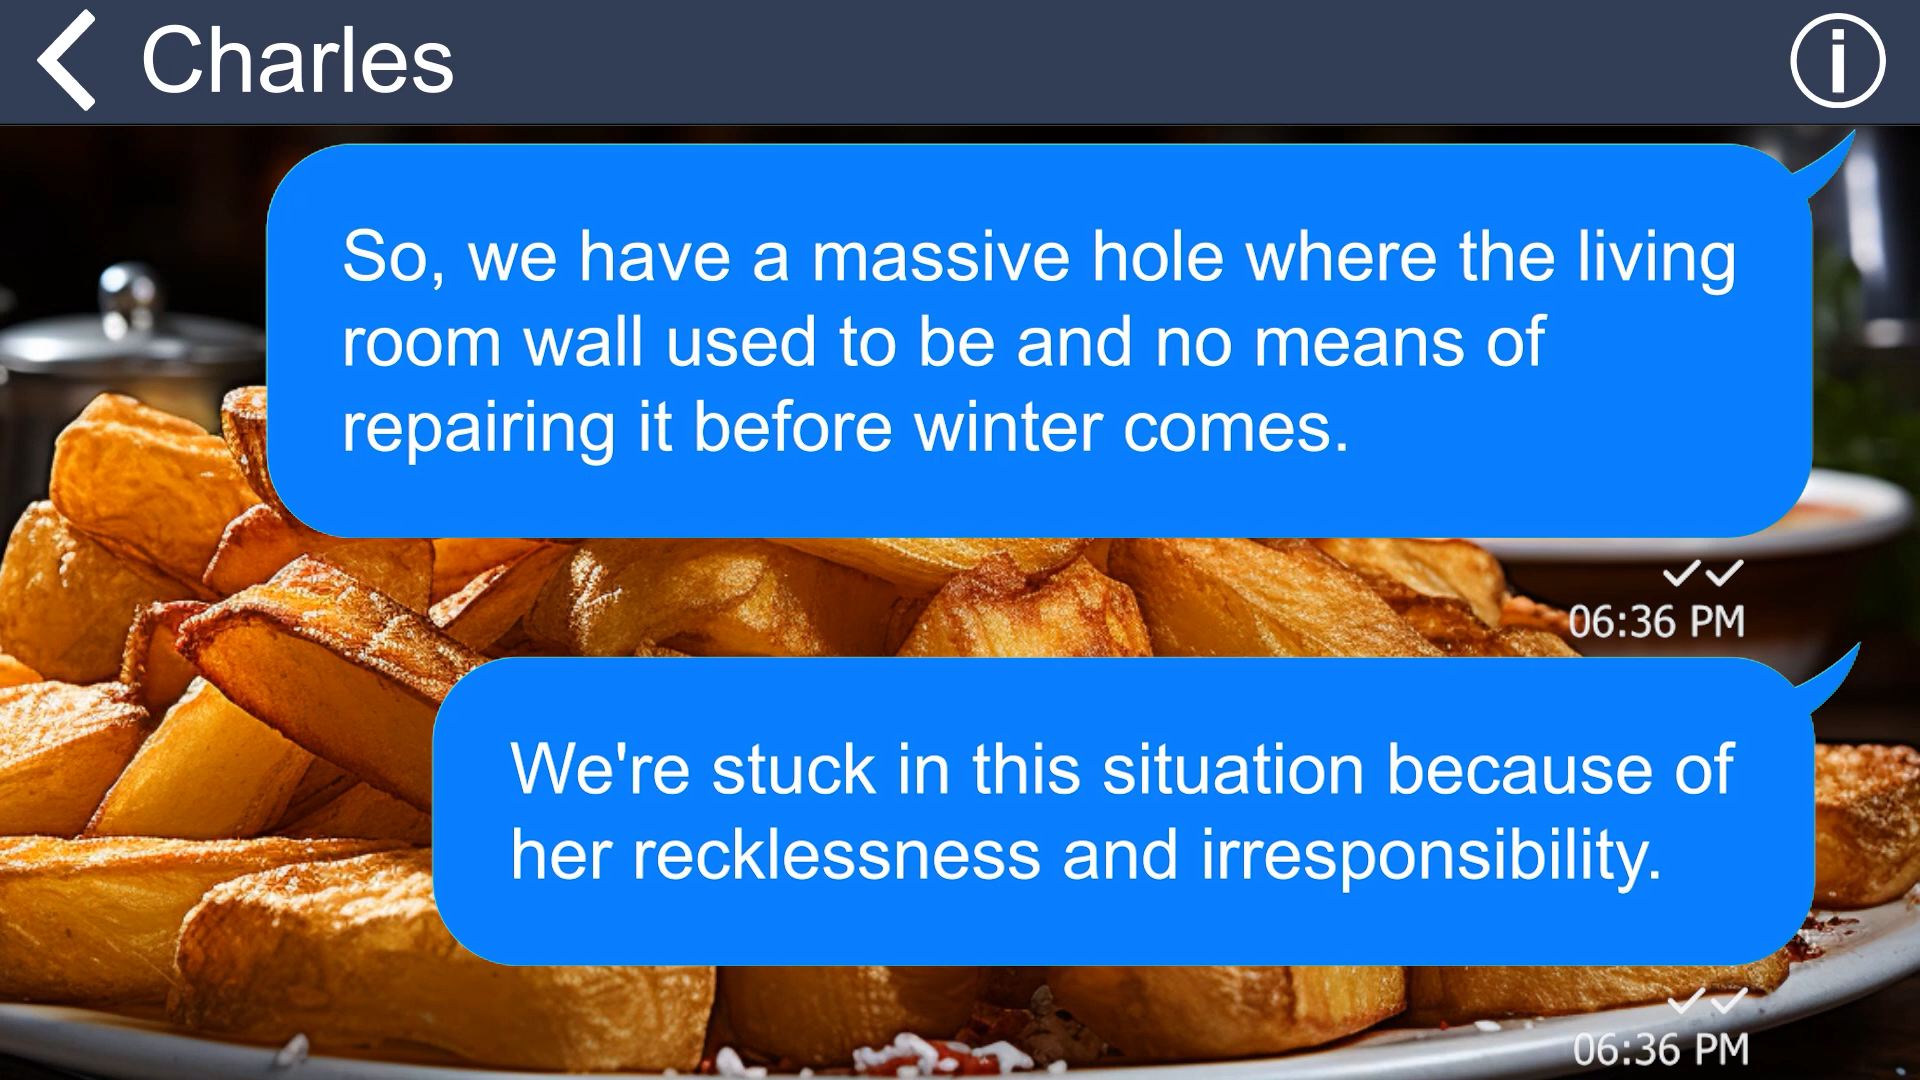 Charles
So, we have a massive hole where the living
room wall used to be and no means of
repairing it before winter comes.
06:36 PM
We're stuck in this situation because of
her recklessness and irresponsibility.
06:36 PM